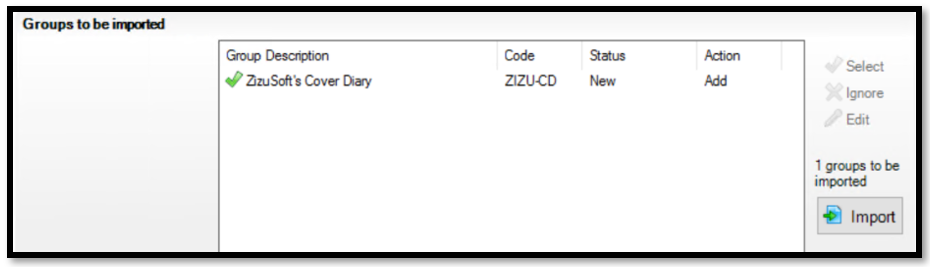 Groups to be imported
Group Description Code Status Action
ZizuSoft's Cover Diary ZIZU-CD New Add
Select
Ignore
Edit
1 groups to be
imported
Import